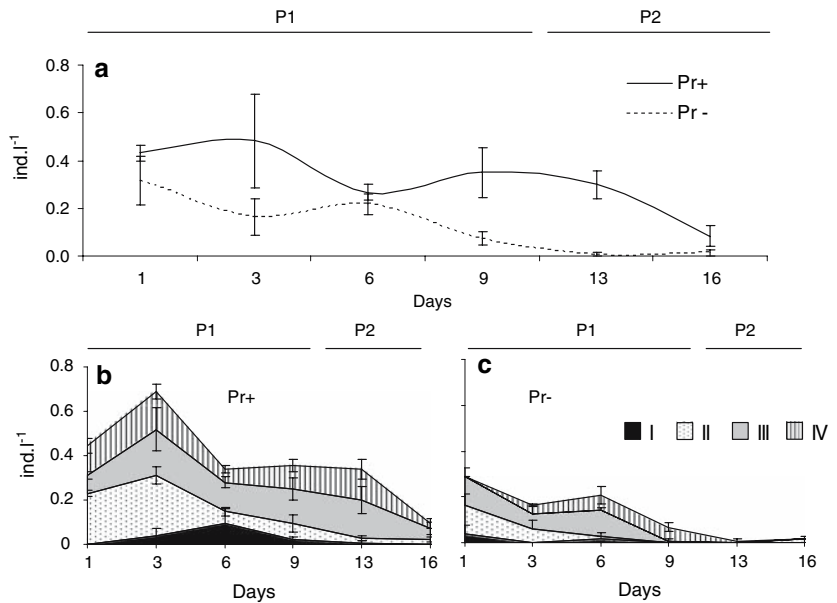 P1 P2
a
0.8
0.6
0.4
0.2
0.0
ind.l-1
Pr+
Pr -
1 3 6 9 13 16
Days
P1 P2
b
Pr+
0.8
0.6
0.4
0.2
0
ind.l-1
1 3 6 9 13 16
Days
P1 P2
c
Pr-
I II III IV
1 3 6 9 13 16
Days